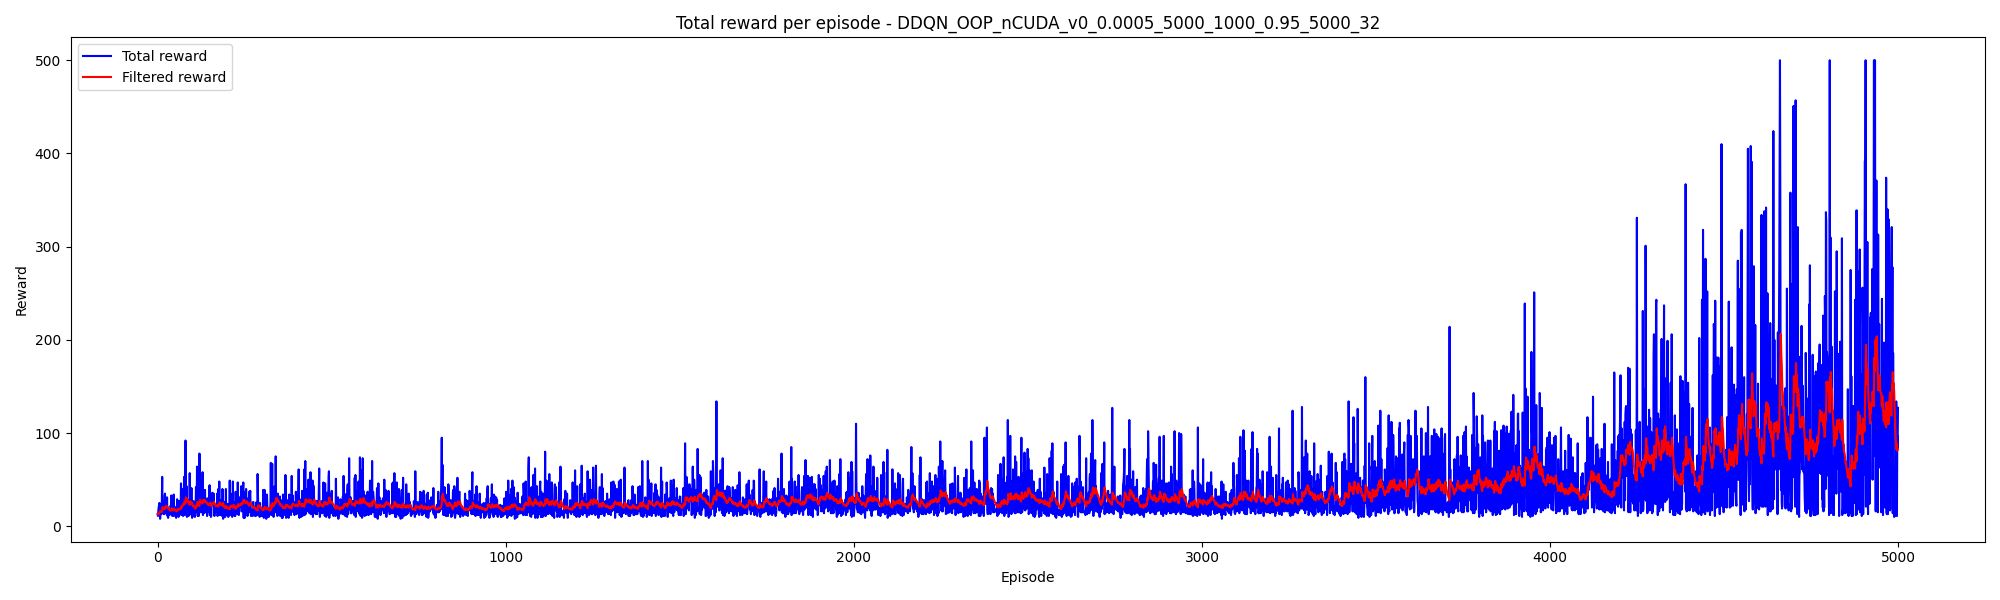 Total reward per episode - DDQN_OOP_nCUDA_v0_0.0005_5000_1000_0.95_5000_32
Total reward
Filtered reward
500
400
300
200
100
0
Reward
0 1000 2000 3000 4000 5000
Episode